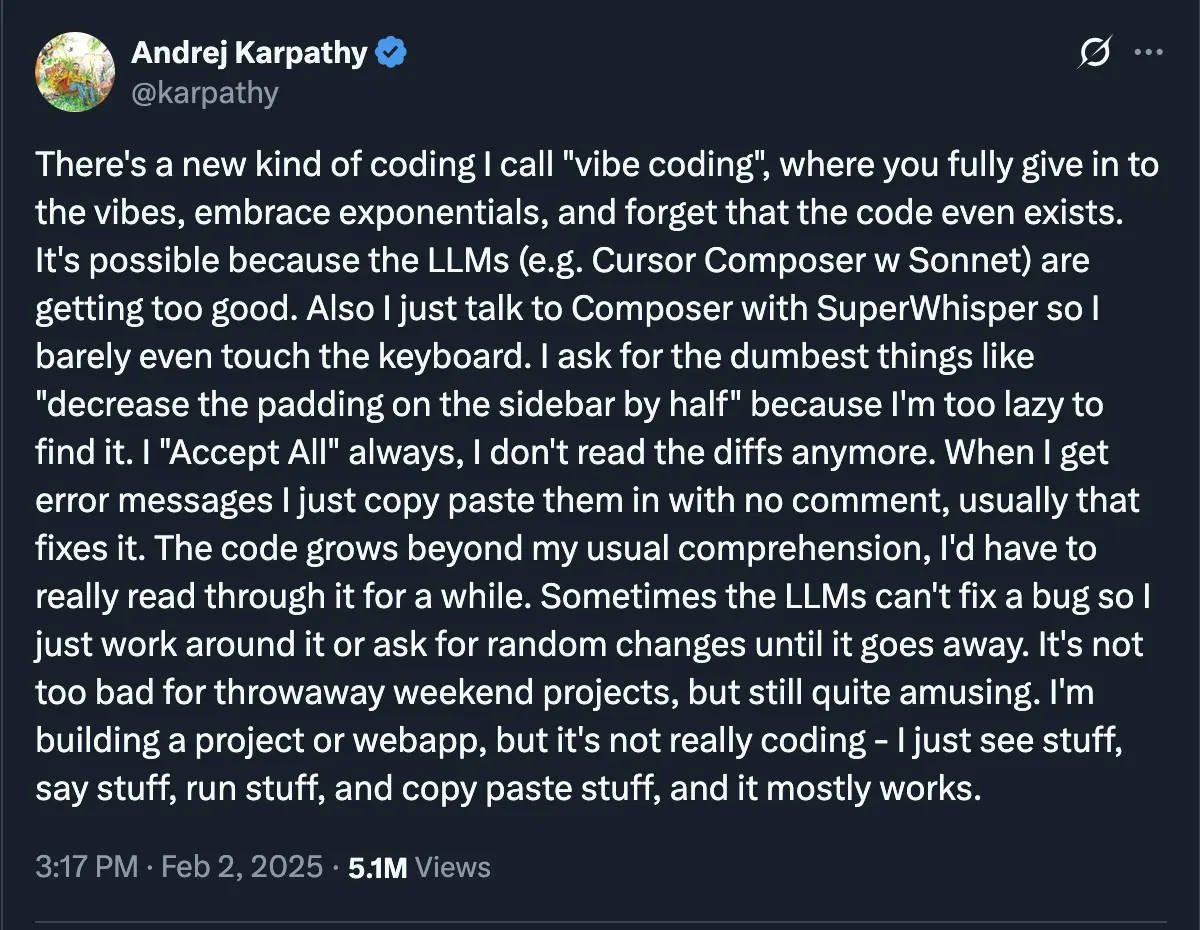 Andrej Karpathy
@karpathy
There's a new kind of coding I call "vibe coding", where you fully give in to
the vibes, embrace exponentials, and forget that the code even exists.
It's possible because the LLMs (e.g. Cursor Composer w Sonnet) are
getting too good. Also I just talk to Composer with SuperWhisper so I
barely even touch the keyboard. I ask for the dumbest things like
"decrease the padding on the sidebar by half" because I'm too lazy to
find it. I "Accept All" always, I don't read the diffs anymore. When I get
error messages I just copy paste them in with no comment, usually that
fixes it. The code grows beyond my usual comprehension, I'd have to
really read through it for a while. Sometimes the LLMs can't fix a bug so I
just work around it or ask for random changes until it goes away. It's not
too bad for throwaway weekend projects, but still quite amusing. I'm
building a project or webapp, but it's not really coding - I just see stuff,
say stuff, run stuff, and copy paste stuff, and it mostly works.
3:17 PM · Feb 2, 2025 · 5.1M Views